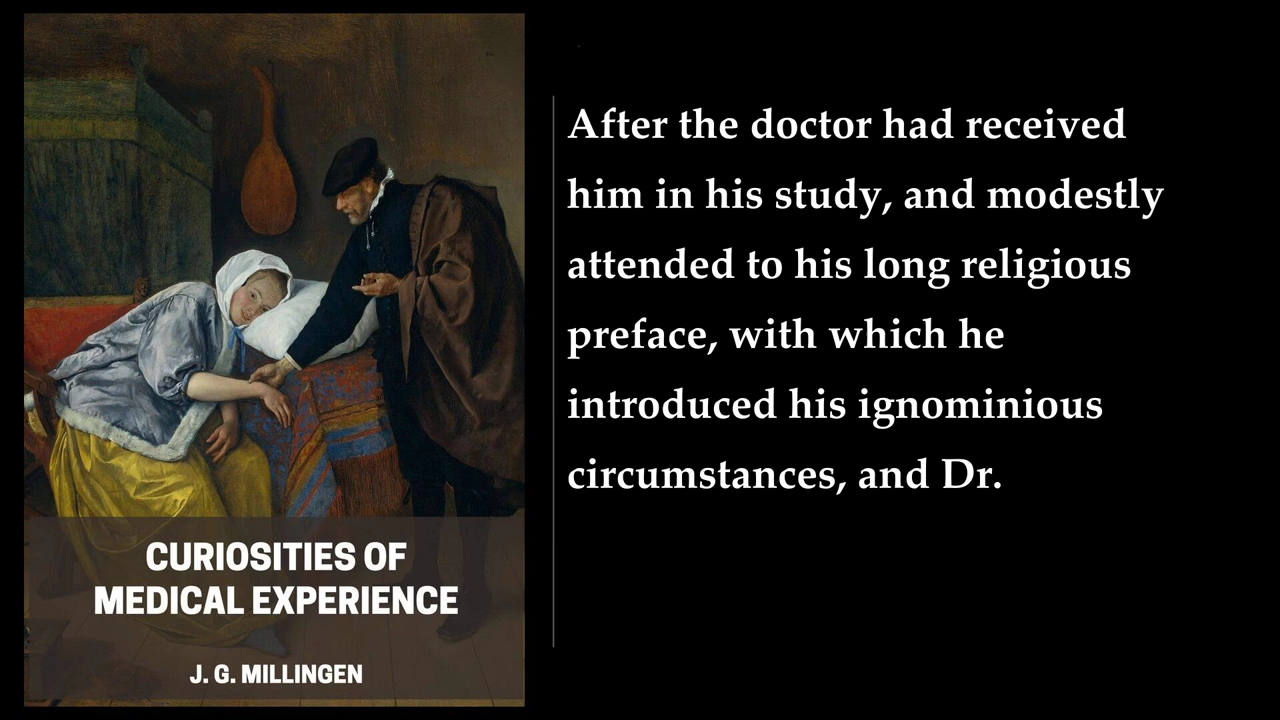 CURIOSITIES OF
MEDICAL EXPERIENCE
J. G. MILLINGEN
After the doctor had received
him in his study, and modestly
attended to his long religious
preface, with which he
introduced his ignominious
circumstances, and Dr.